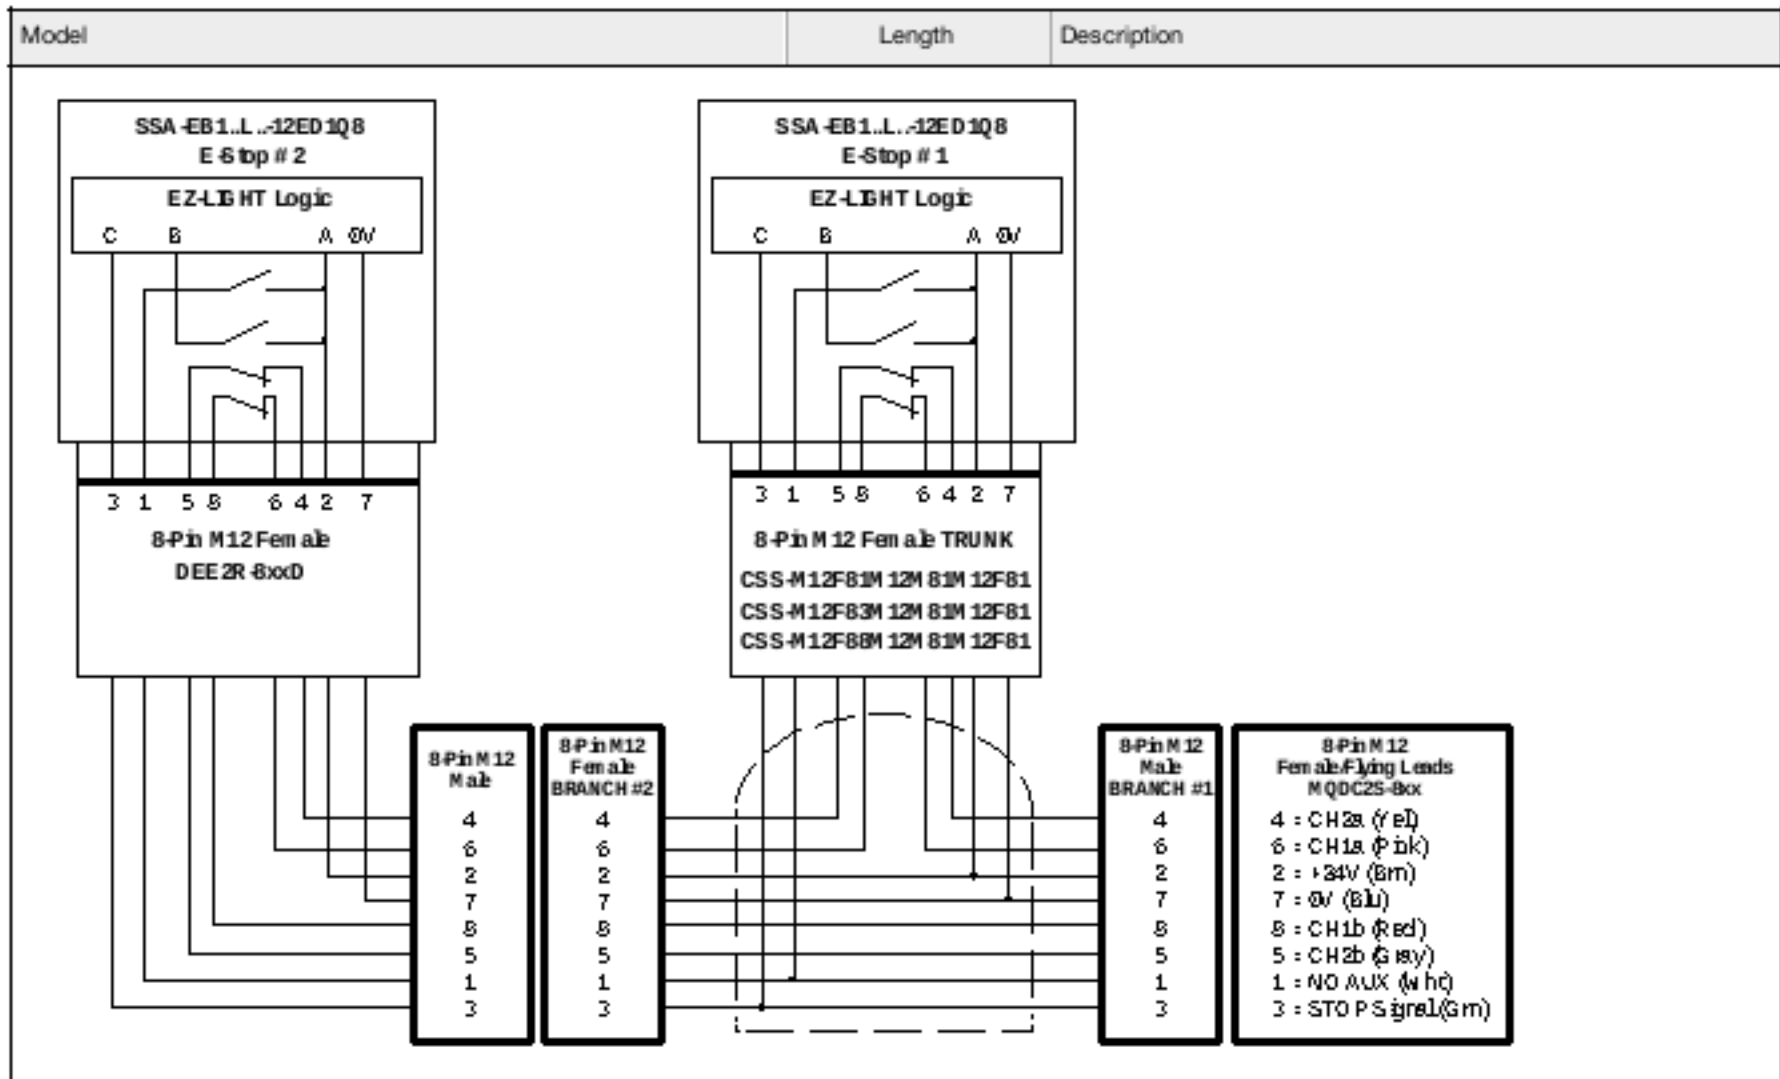 Model Length Description
SSA-EB1..L..-12ED1Q8
E-Stop # 2
EZ-LIGHT Logic
C B A 0V
3 1 5 8 6 4 2 7
8-Pin M12 Female
DEE2R-8xxD
SSA-EB1..L..-12ED1Q8
E-Stop # 1
EZ-LIGHT Logic
C B A 0V
3 1 5 8 6 4 2 7
8-Pin M12 Female TRUNK
CSS-M12F81M12M81M12F81
CSS-M12F83M12M81M12F81
CSS-M12F88M12M81M12F81
8-Pin M12
Male
4
6
2
7
8
5
1
3
8-Pin M12
Female
BRANCH #2
4
6
2
7
8
5
1
3
8-Pin M12
Male
BRANCH #1
4
6
2
7
8
5
1
3
8-Pin M12
Female/Flying Leads
MQDC2S-8xx
4 = CH2a (Yel)
6 = CH1a (Pink)
2 = +24V (Brn)
7 = 0V (Blu)
8 = CH1b (Red)
5 = CH2b (Gray)
1 = NO AUX (Wht)
3 = STOP Signal (Grn)